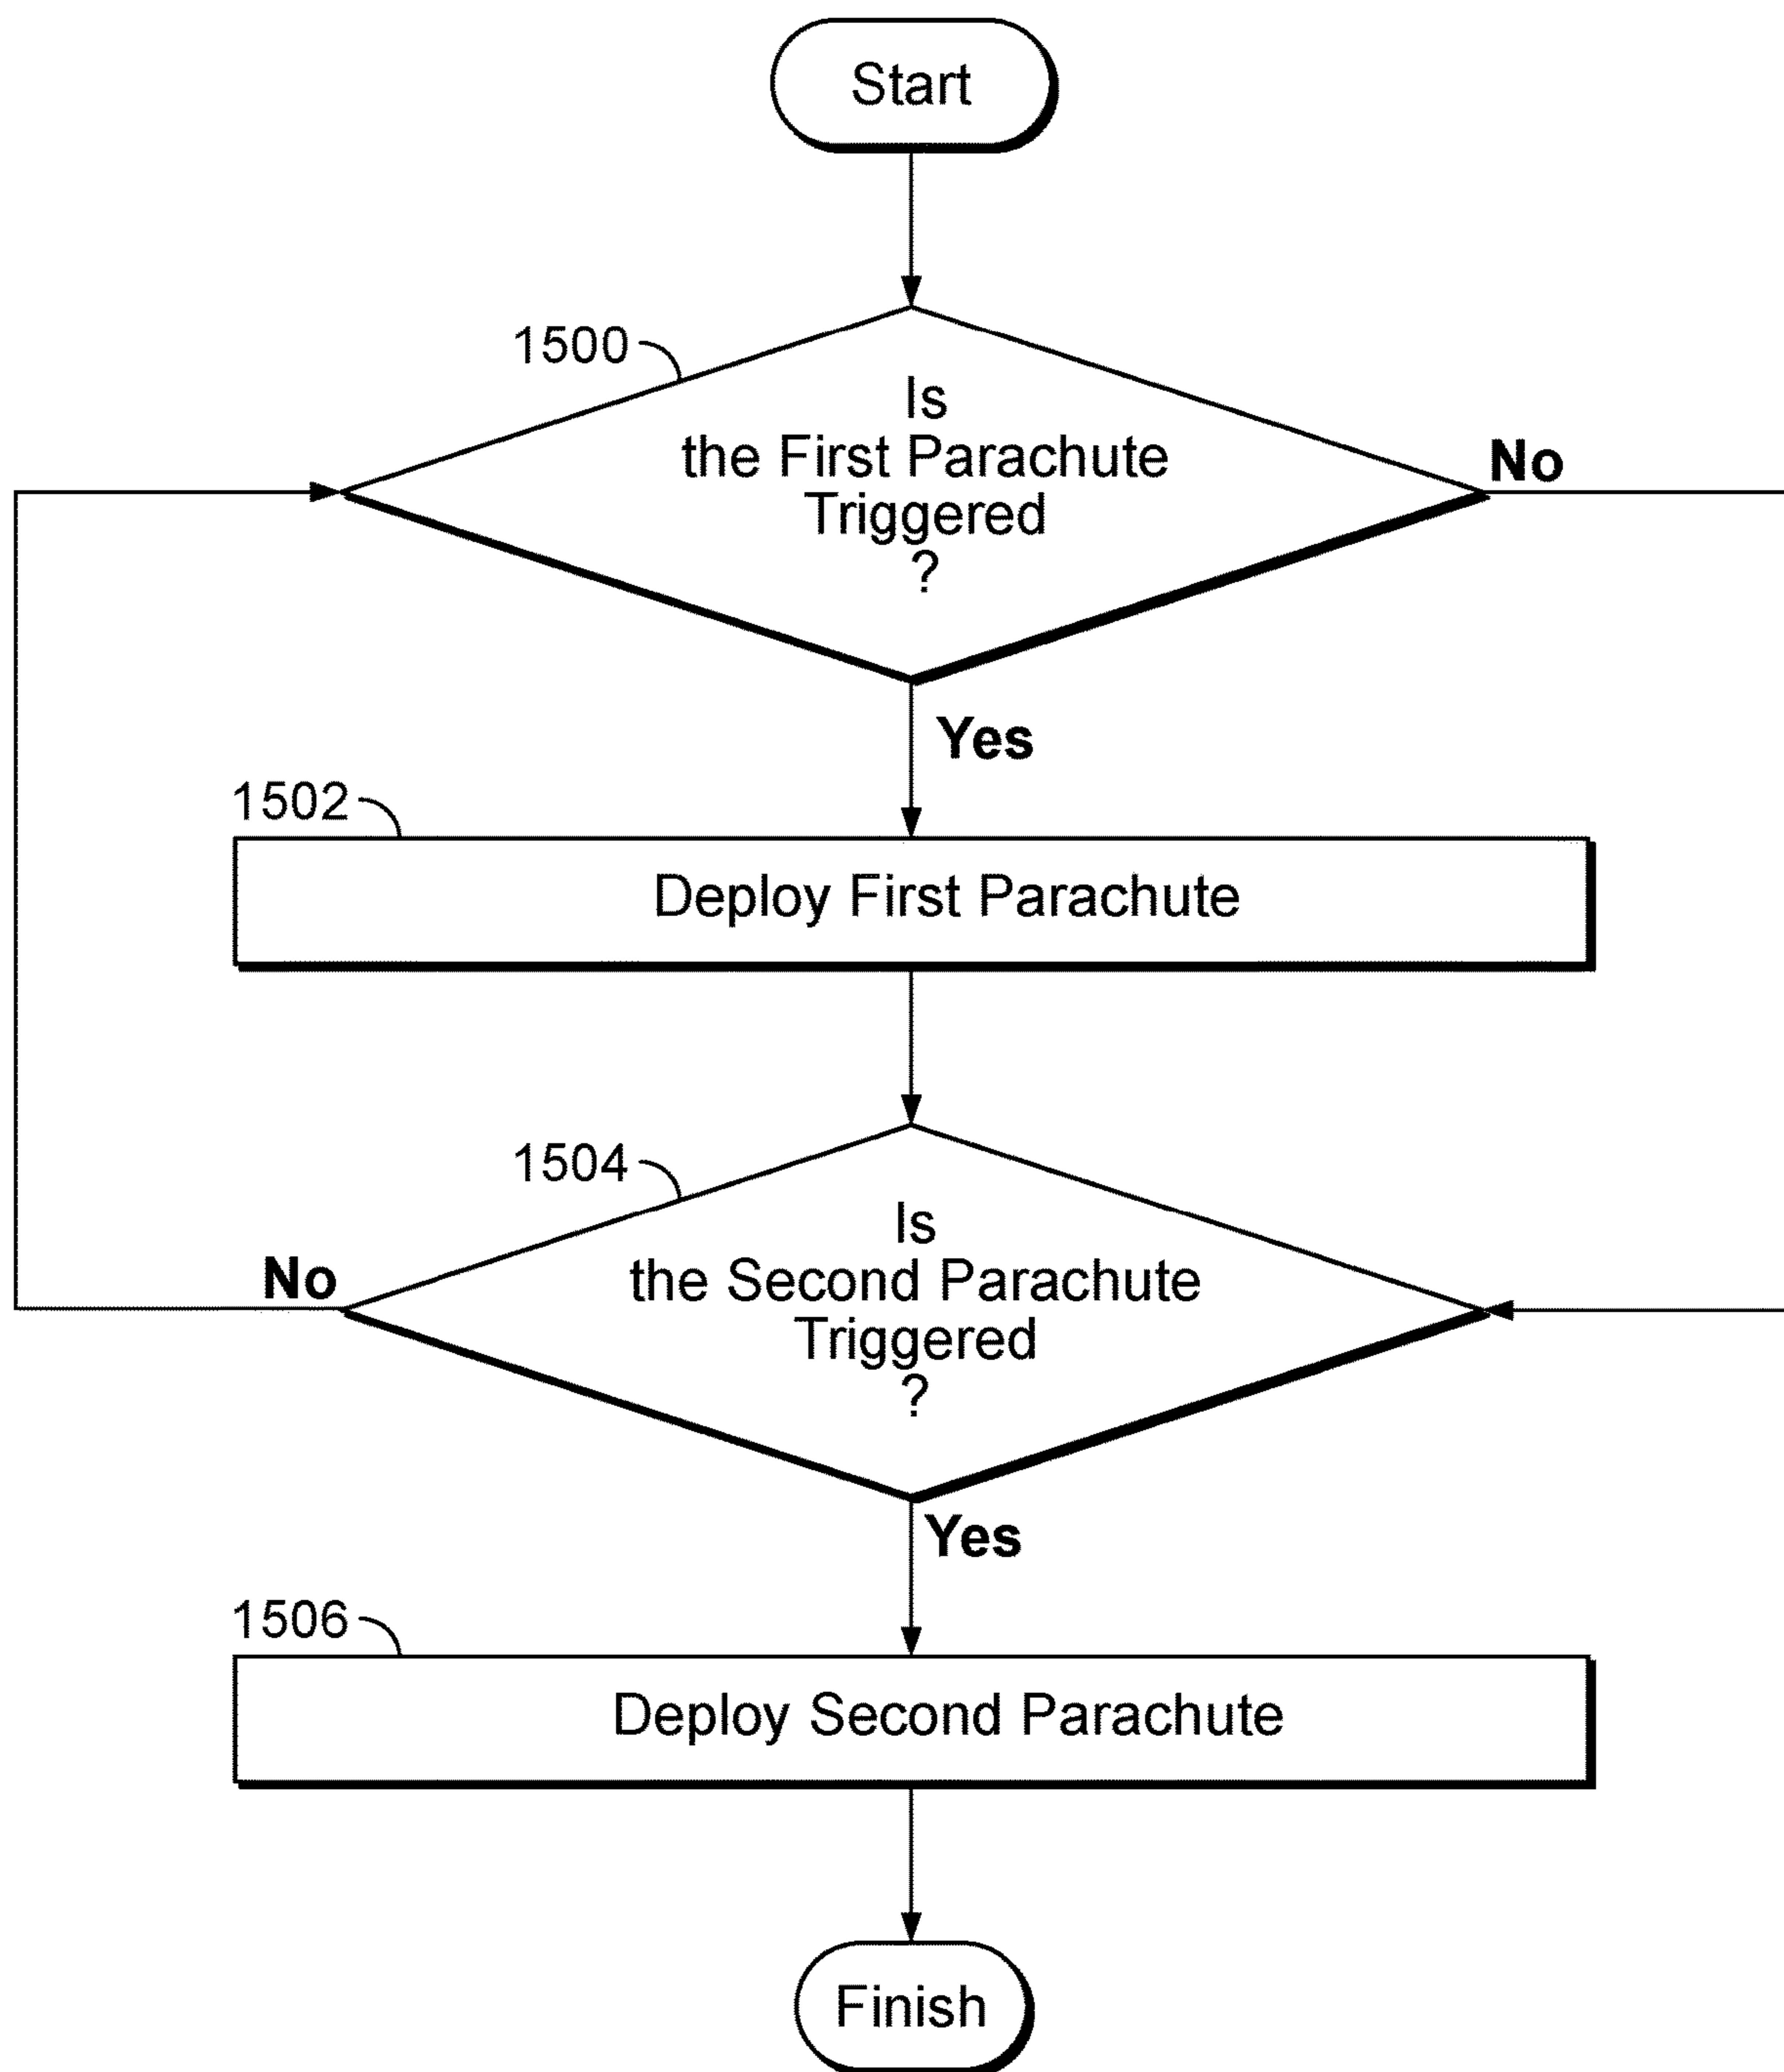 Start
1500
Is
the First Parachute
Triggered
?
No
Yes
1502
Deploy First Parachute
1504
Is
the Second Parachute
Triggered
?
No
Yes
1506
Deploy Second Parachute
Finish